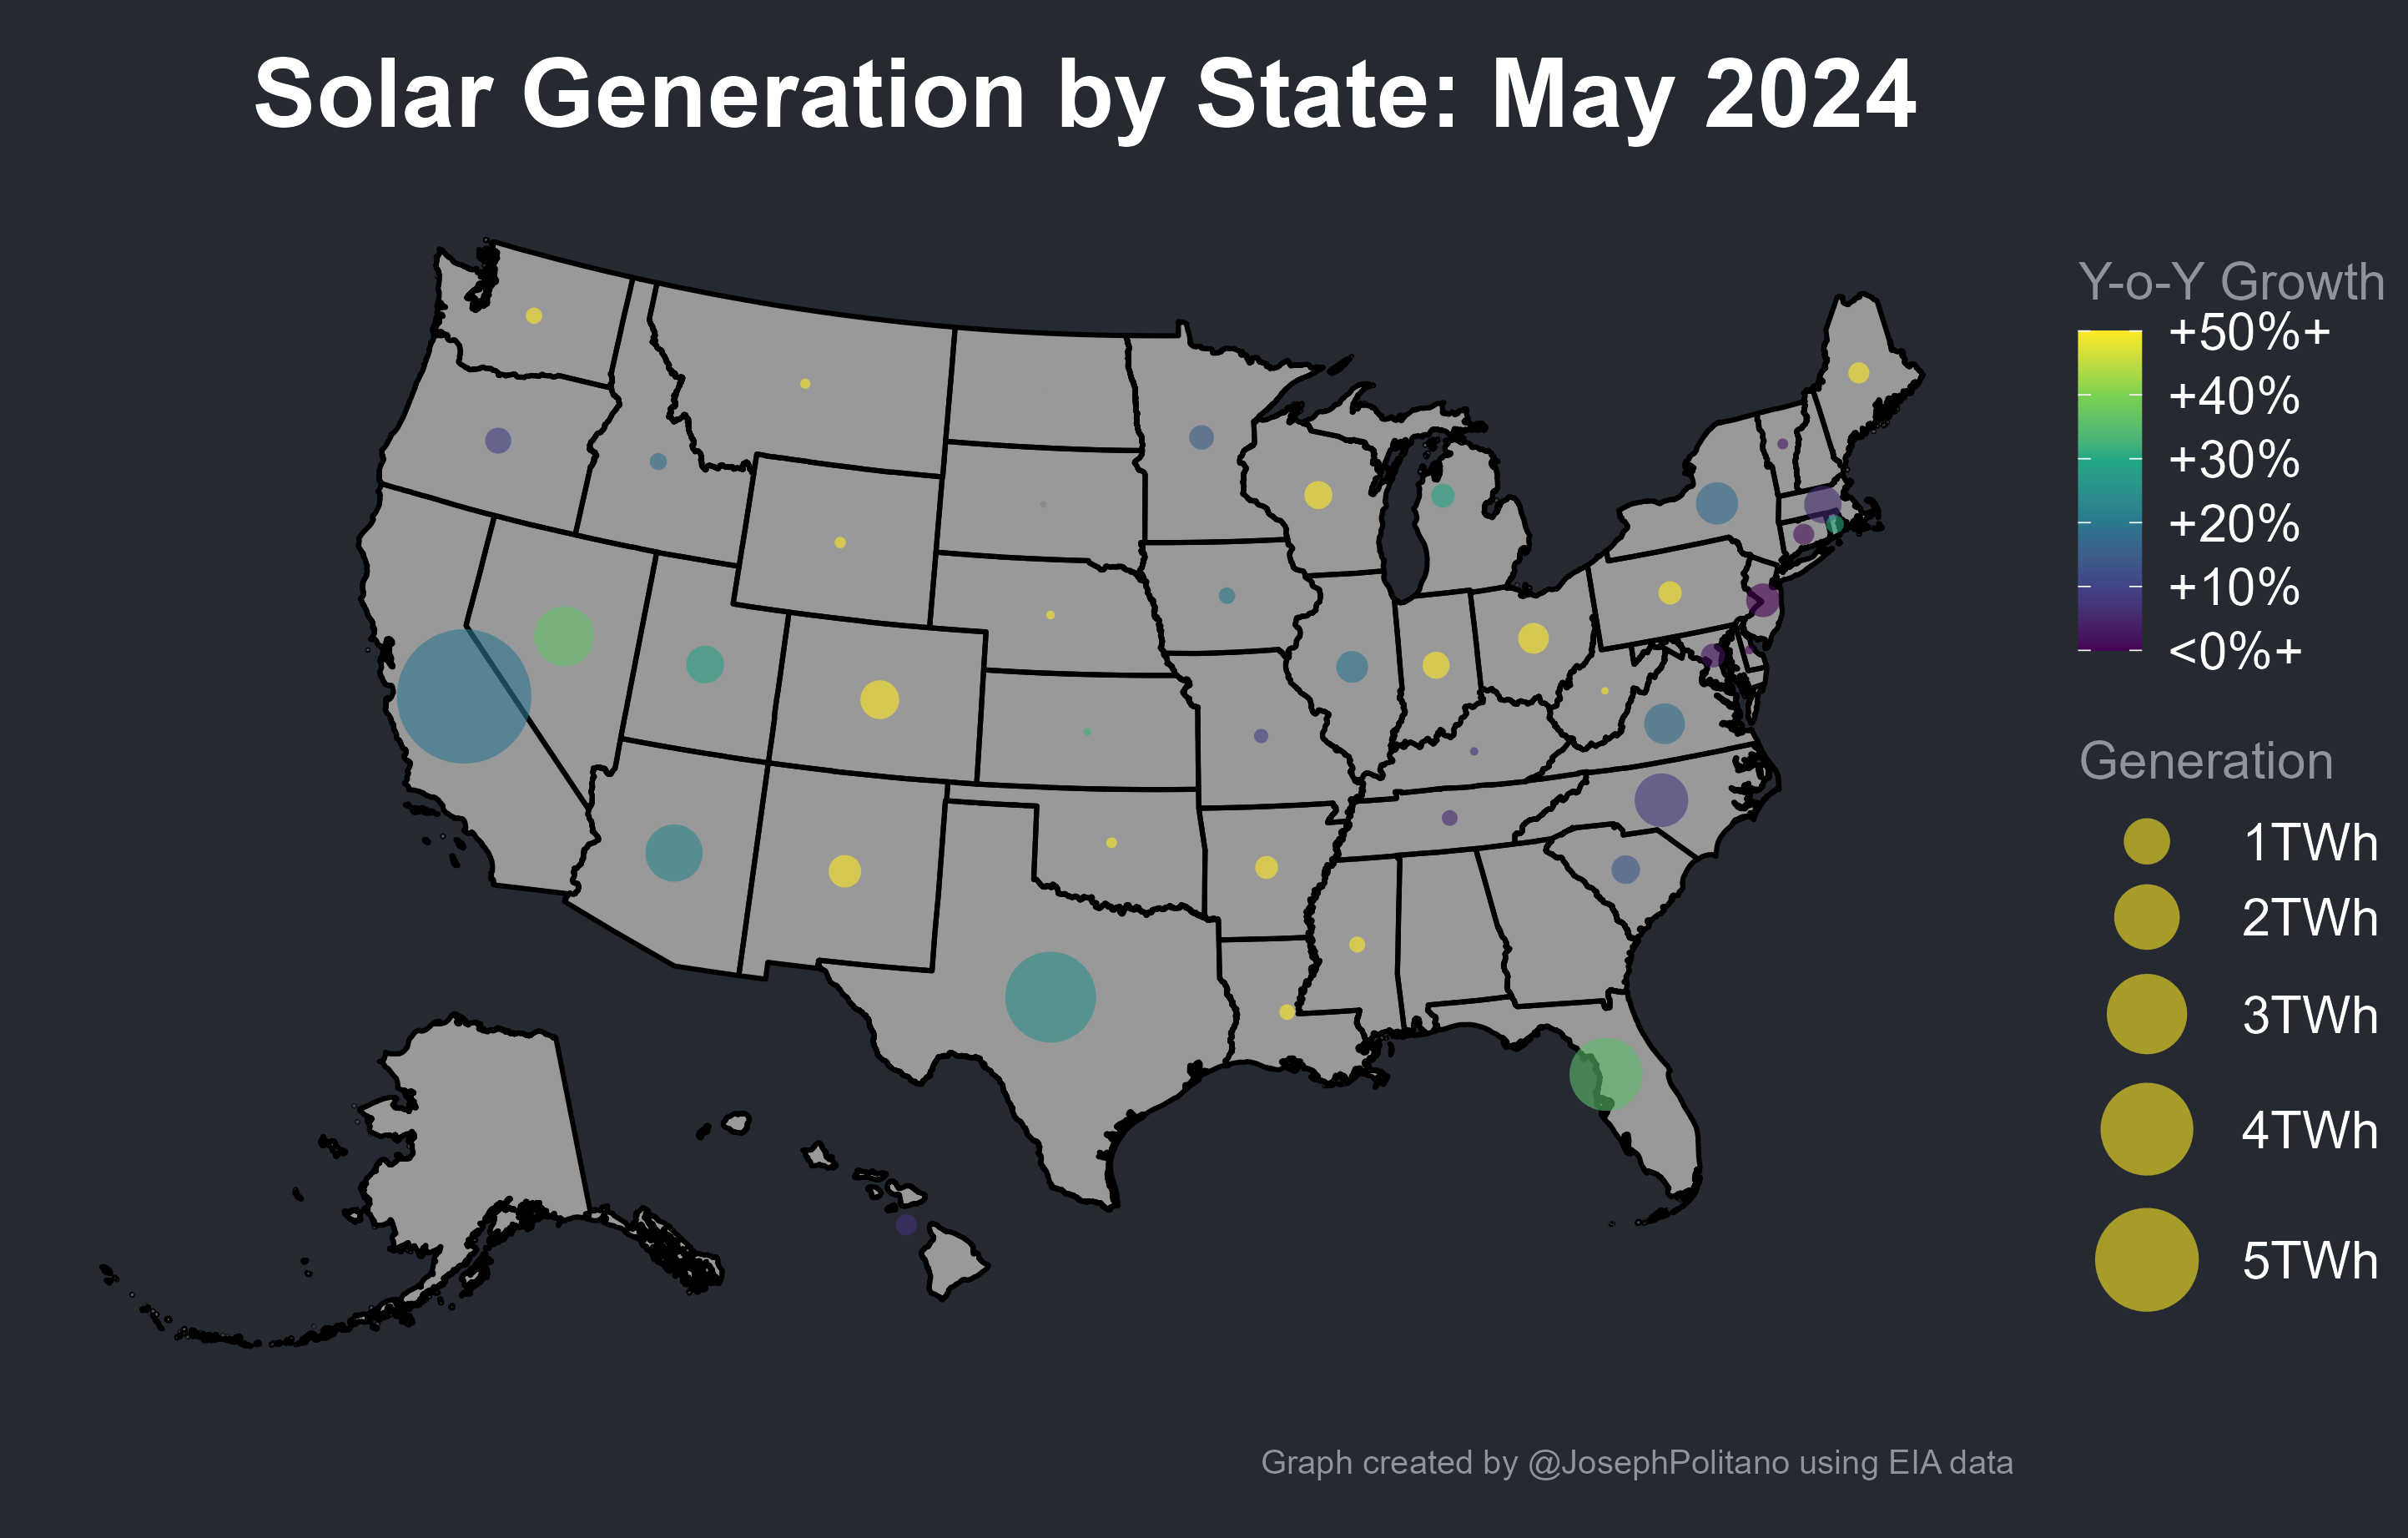 Solar Generation by State: May 2024
Y-o-Y Growth
+50%+
+40%
+30%
+20%
+10%
<0%+
Generation
1TWh
2TWh
3TWh
4TWh
5TWh
Graph created by @JosephPolitano using EIA data